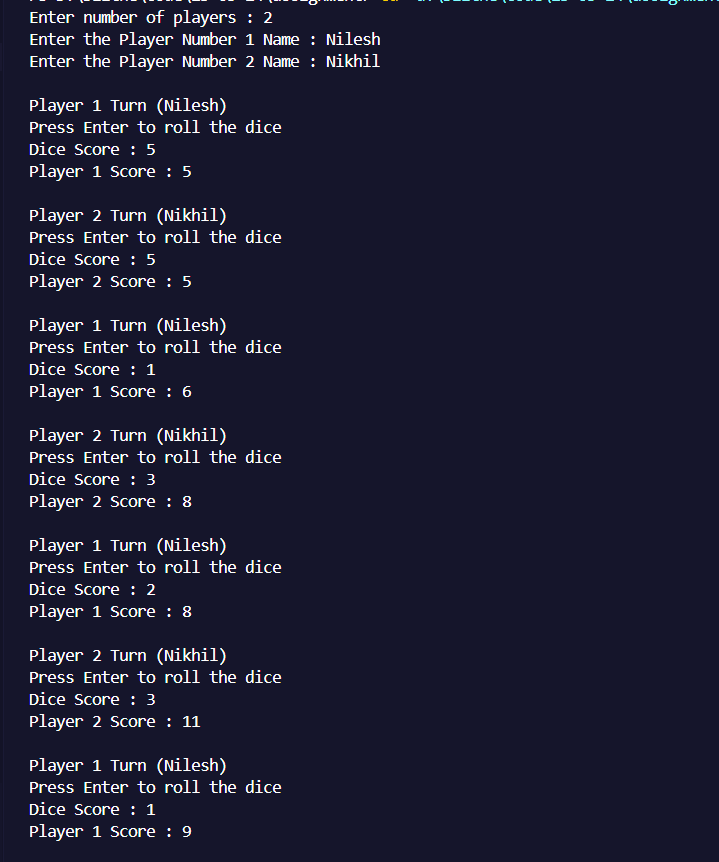 Enter number of players : 2
Enter the Player Number 1 Name : Nilesh
Enter the Player Number 2 Name : Nikhil
Player 1 Turn (Nilesh)
Press Enter to roll the dice
Dice Score : 5
Player 1 Score : 5
Player 2 Turn (Nikhil)
Press Enter to roll the dice
Dice Score : 5
Player 2 Score : 5
Player 1 Turn (Nilesh)
Press Enter to roll the dice
Dice Score : 1
Player 1 Score : 6
Player 2 Turn (Nikhil)
Press Enter to roll the dice
Dice Score : 3
Player 2 Score : 8
Player 1 Turn (Nilesh)
Press Enter to roll the dice
Dice Score : 2
Player 1 Score : 8
Player 2 Turn (Nikhil)
Press Enter to roll the dice
Dice Score : 3
Player 2 Score : 11
Player 1 Turn (Nilesh)
Press Enter to roll the dice
Dice Score : 1
Player 1 Score : 9